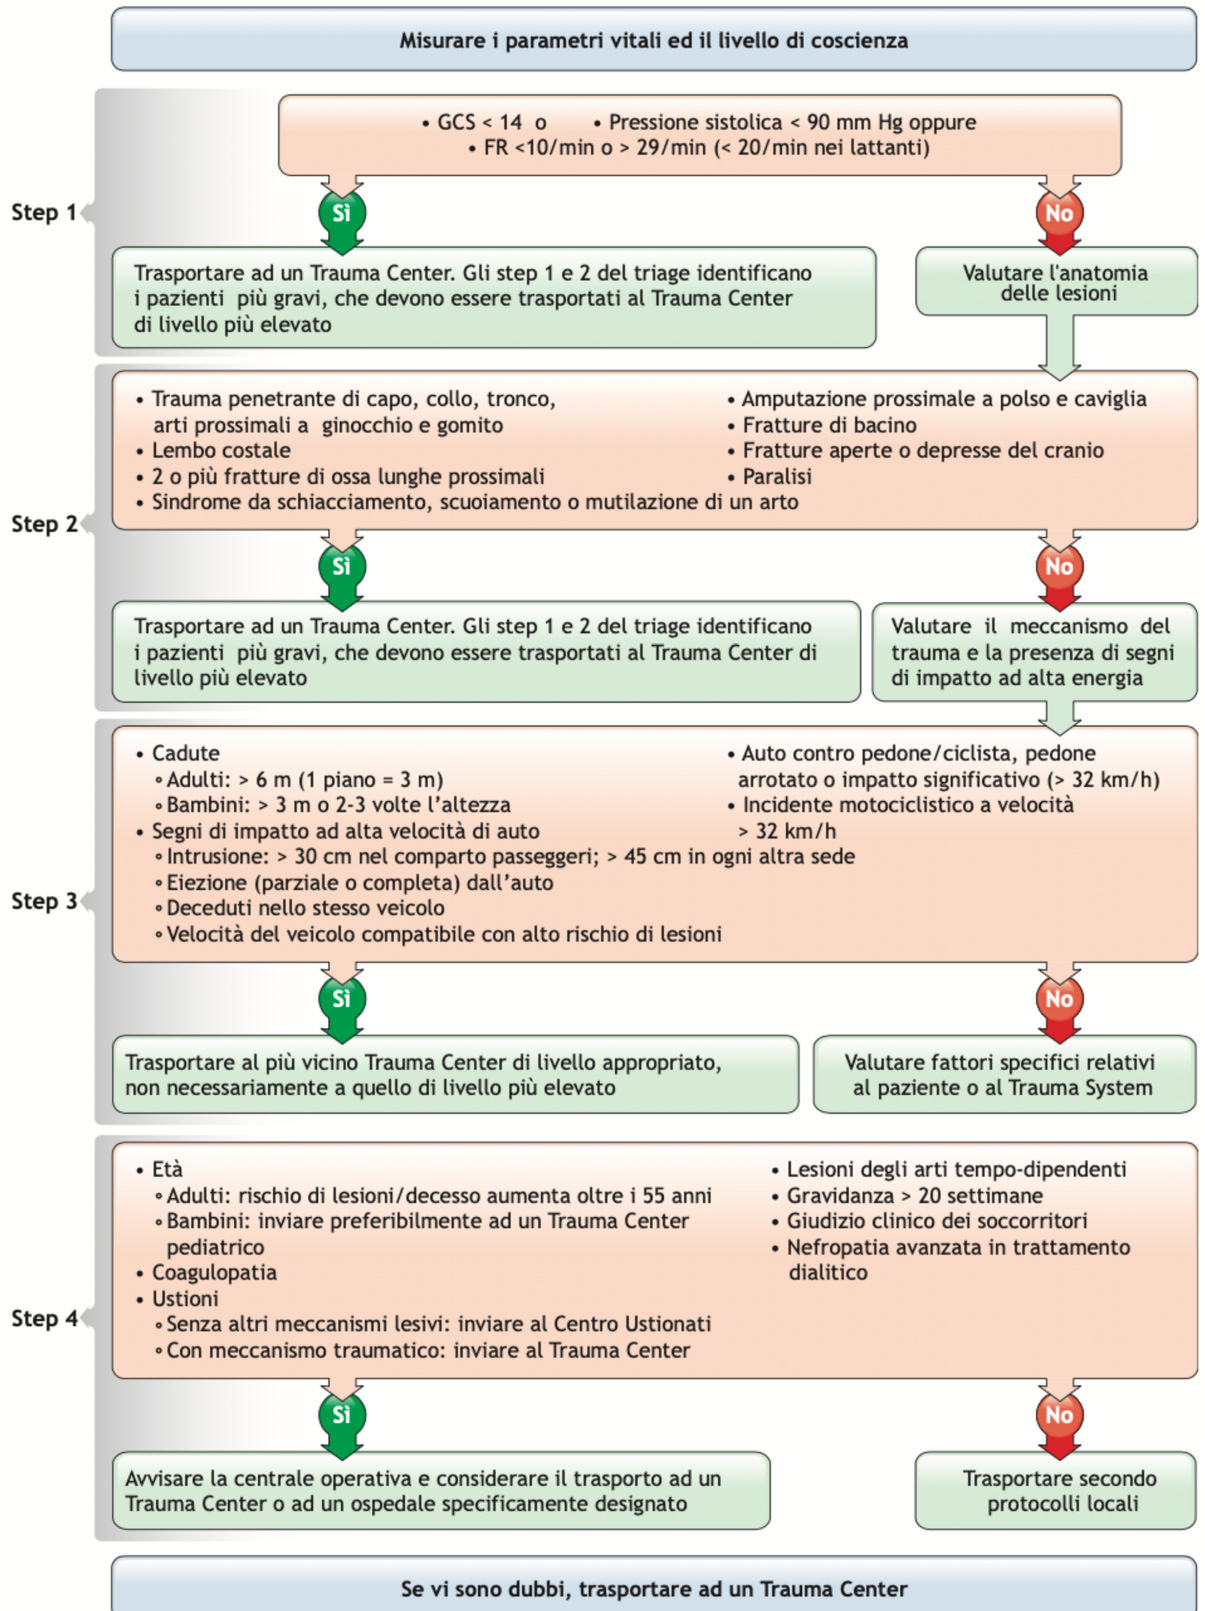 Misurare i parametri vitali ed il livello di coscienza
• GCS < 14 o • Pressione sistolica < 90 mm Hg oppure
• FR <10/min o > 29/min (< 20/min nei lattanti)
Step 1
Sì
No
Trasportare ad un Trauma Center. Gli step 1 e 2 del triage identificano
i pazienti più gravi, che devono essere trasportati al Trauma Center
di livello più elevato
Valutare l'anatomia
delle lesioni
• Trauma penetrante di capo, collo, tronco,
arti prossimali a ginocchio e gomito
• Lembo costale
• 2 o più fratture di ossa lunghe prossimali
• Sindrome da schiacciamento, scuoiamento o mutilazione di un arto
• Amputazione prossimale a polso e caviglia
• Fratture di bacino
• Fratture aperte o depresse del cranio
• Paralisi
Step 2
Sì
No
Trasportare ad un Trauma Center. Gli step 1 e 2 del triage identificano
i pazienti più gravi, che devono essere trasportati al Trauma Center di
livello più elevato
Valutare il meccanismo del
trauma e la presenza di segni
di impatto ad alta energia
• Cadute
∘ Adulti: > 6 m (1 piano = 3 m)
∘ Bambini: > 3 m o 2-3 volte l’altezza
• Segni di impatto ad alta velocità di auto
∘ Intrusione: > 30 cm nel comparto passeggeri; > 45 cm in ogni altra sede
∘ Eiezione (parziale o completa) dall’auto
∘ Deceduti nello stesso veicolo
∘ Velocità del veicolo compatibile con alto rischio di lesioni
• Auto contro pedone/ciclista, pedone
arrotato o impatto significativo (> 32 km/h)
• Incidente motociclistico a velocità
> 32 km/h
Step 3
Sì
No
Trasportare al più vicino Trauma Center di livello appropriato,
non necessariamente a quello di livello più elevato
Valutare fattori specifici relativi
al paziente o al Trauma System
• Età
∘ Adulti: rischio di lesioni/decesso aumenta oltre i 55 anni
∘ Bambini: inviare preferibilmente ad un Trauma Center
pediatrico
• Coagulopatia
• Ustioni
∘ Senza altri meccanismi lesivi: inviare al Centro Ustionati
∘ Con meccanismo traumatico: inviare al Trauma Center
• Lesioni degli arti tempo-dipendenti
• Gravidanza > 20 settimane
• Giudizio clinico dei soccorritori
• Nefropatia avanzata in trattamento
dialitico
Step 4
Sì
No
Avvisare la centrale operativa e considerare il trasporto ad un
Trauma Center o ad un ospedale specificamente designato
Trasportare secondo
protocolli locali
Se vi sono dubbi, trasportare ad un Trauma Center